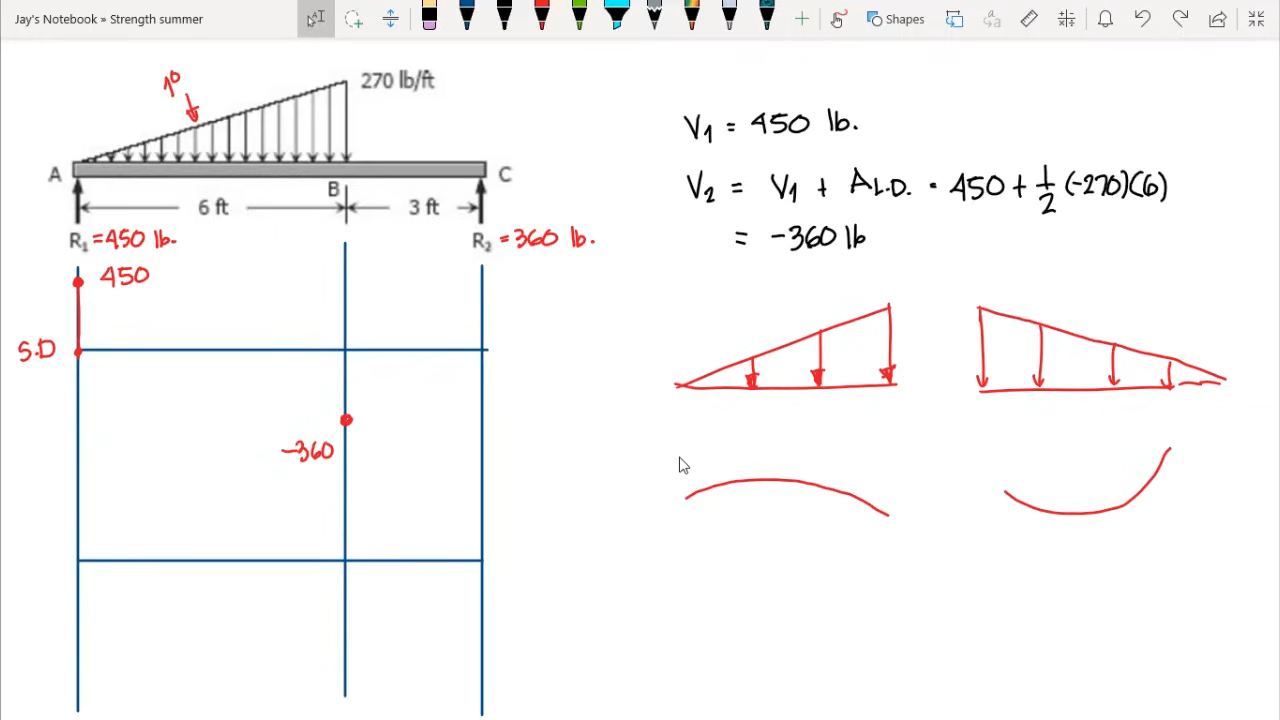 Jay's Notebook » Strength summer
Shapes
1°
270 lb/ft
A
B
C
6 ft
3 ft
R₁ = 450 lb.
R₂ = 360 lb.
450
S.D
-360
V₁ = 450 lb.
V₂ = V₁ + A L.D. = 450 + 1/2 (-270)(6)
= -360 lb